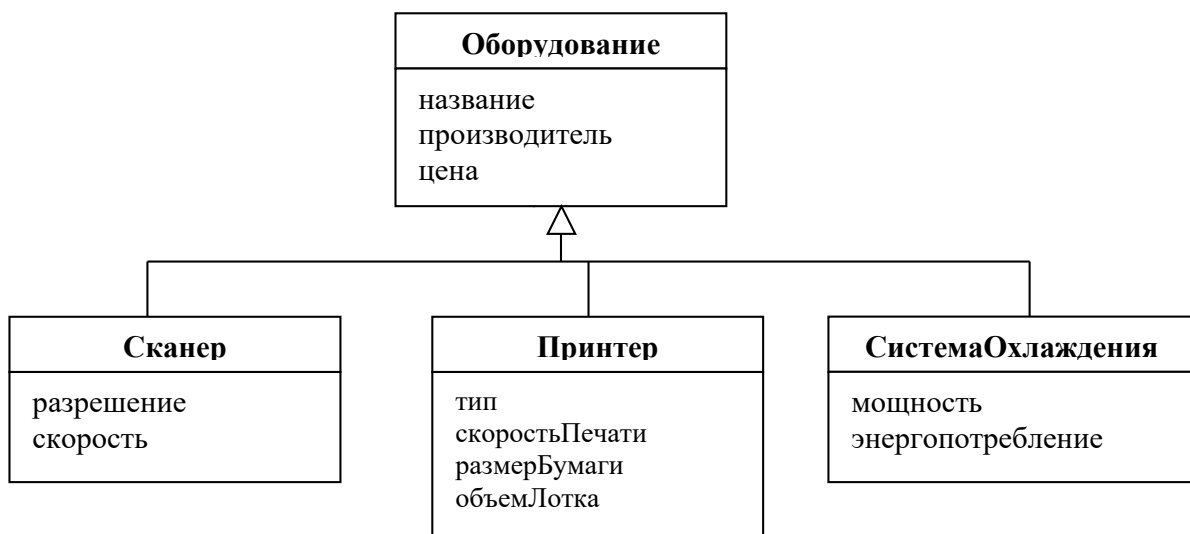 Оборудование
название
производитель
цена
Сканер
разрешение
скорость
Принтер
тип
скоростьПечати
размерБумаги
объемЛотка
СистемаОхлаждения
мощность
энергопотребление